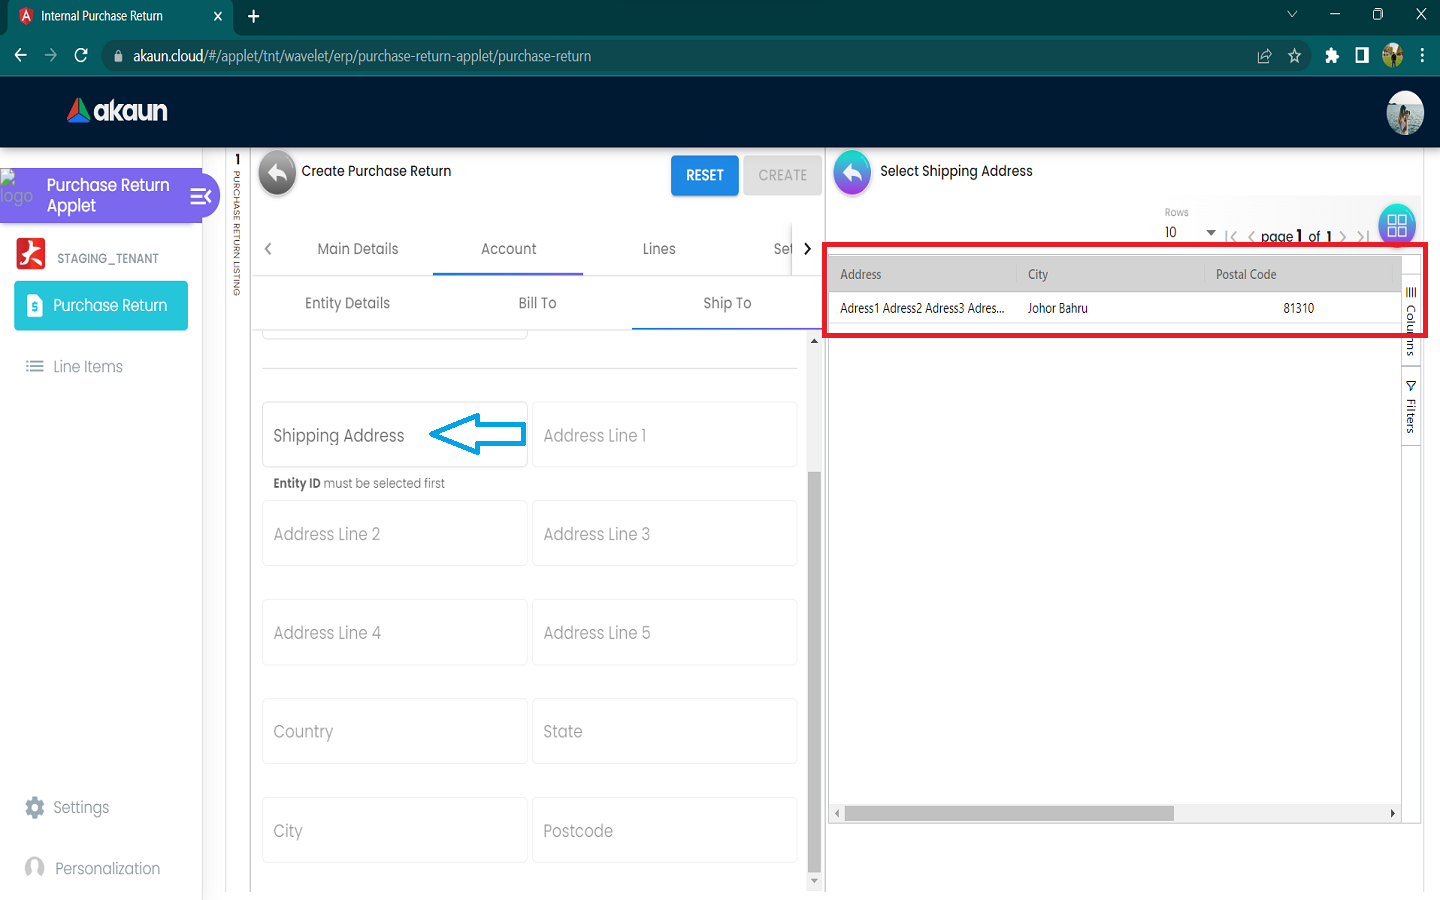 Internal Purchase Return
akaun.cloud/#/applet/tnt/wavelet/erp/purchase-return-applet/purchase-return
akaun
logo
Purchase Return
Applet
STAGING_TENANT
Purchase Return
Line Items
Settings
Personalization
1 PURCHASE RETURN LISTING
Create Purchase Return
RESET
CREATE
Main Details
Account
Lines
Set
Entity Details
Bill To
Ship To
Shipping Address
Address Line 1
Entity ID must be selected first
Address Line 2
Address Line 3
Address Line 4
Address Line 5
Country
State
City
Postcode
Select Shipping Address
Rows
10
page 1 of 1
Address City Postal Code
Adress1 Adress2 Adress3 Adres... Johor Bahru 81310
Columns
Filters